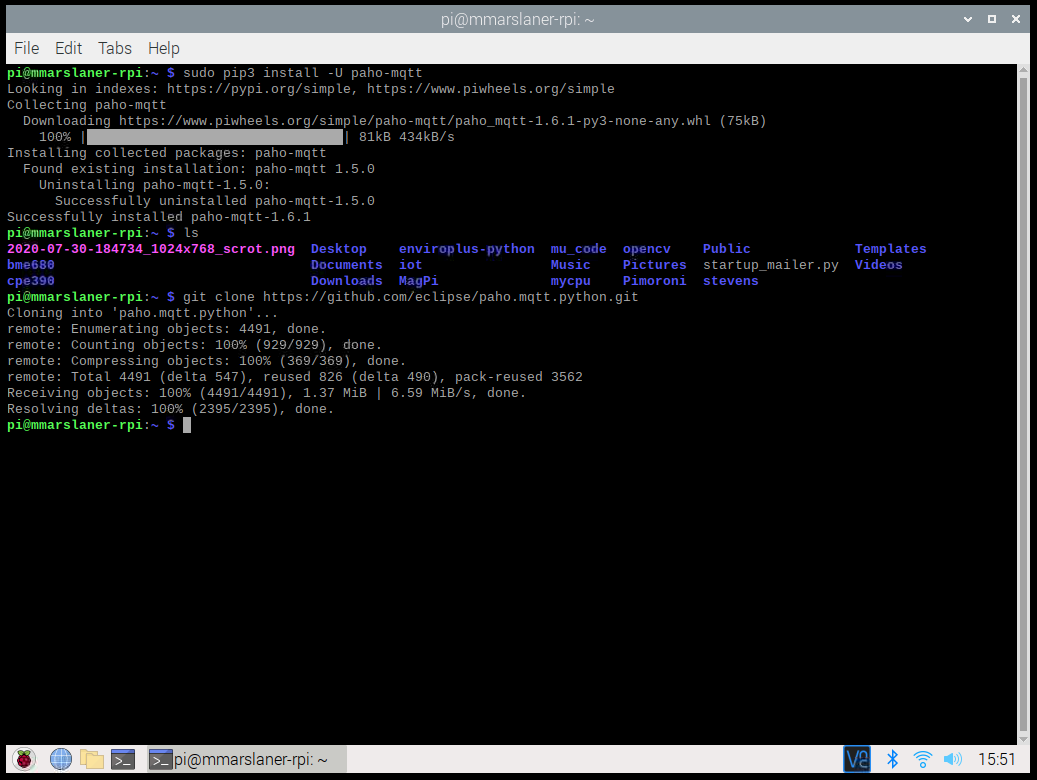 pi@mmarslaner-rpi: ~
File Edit Tabs Help
pi@mmarslaner-rpi:~ $ sudo pip3 install -U paho-mqtt
Looking in indexes: https://pypi.org/simple, https://www.piwheels.org/simple
Collecting paho-mqtt
  Downloading https://www.piwheels.org/simple/paho-mqtt/paho_mqtt-1.6.1-py3-none-any.whl (75kB)
    100% |████████████████████████████████| 81kB 434kB/s
Installing collected packages: paho-mqtt
  Found existing installation: paho-mqtt 1.5.0
    Uninstalling paho-mqtt-1.5.0:
      Successfully uninstalled paho-mqtt-1.5.0
Successfully installed paho-mqtt-1.6.1
pi@mmarslaner-rpi:~ $ ls
2020-07-30-184734_1024x768_scrot.png  Desktop    enviroplus-python  mu_code  opencv    Public             Templates
bme680                                Documents  iot                Music    Pictures  startup_mailer.py  Videos
cpe390                                Downloads  MagPi              mycpu    Pimoroni  stevens
pi@mmarslaner-rpi:~ $ git clone https://github.com/eclipse/paho.mqtt.python.git
Cloning into 'paho.mqtt.python'...
remote: Enumerating objects: 4491, done.
remote: Counting objects: 100% (929/929), done.
remote: Compressing objects: 100% (369/369), done.
remote: Total 4491 (delta 547), reused 826 (delta 490), pack-reused 3562
Receiving objects: 100% (4491/4491), 1.37 MiB | 6.59 MiB/s, done.
Resolving deltas: 100% (2395/2395), done.
pi@mmarslaner-rpi:~ $
>_ >_ pi@mmarslaner-rpi: ~ 15:51